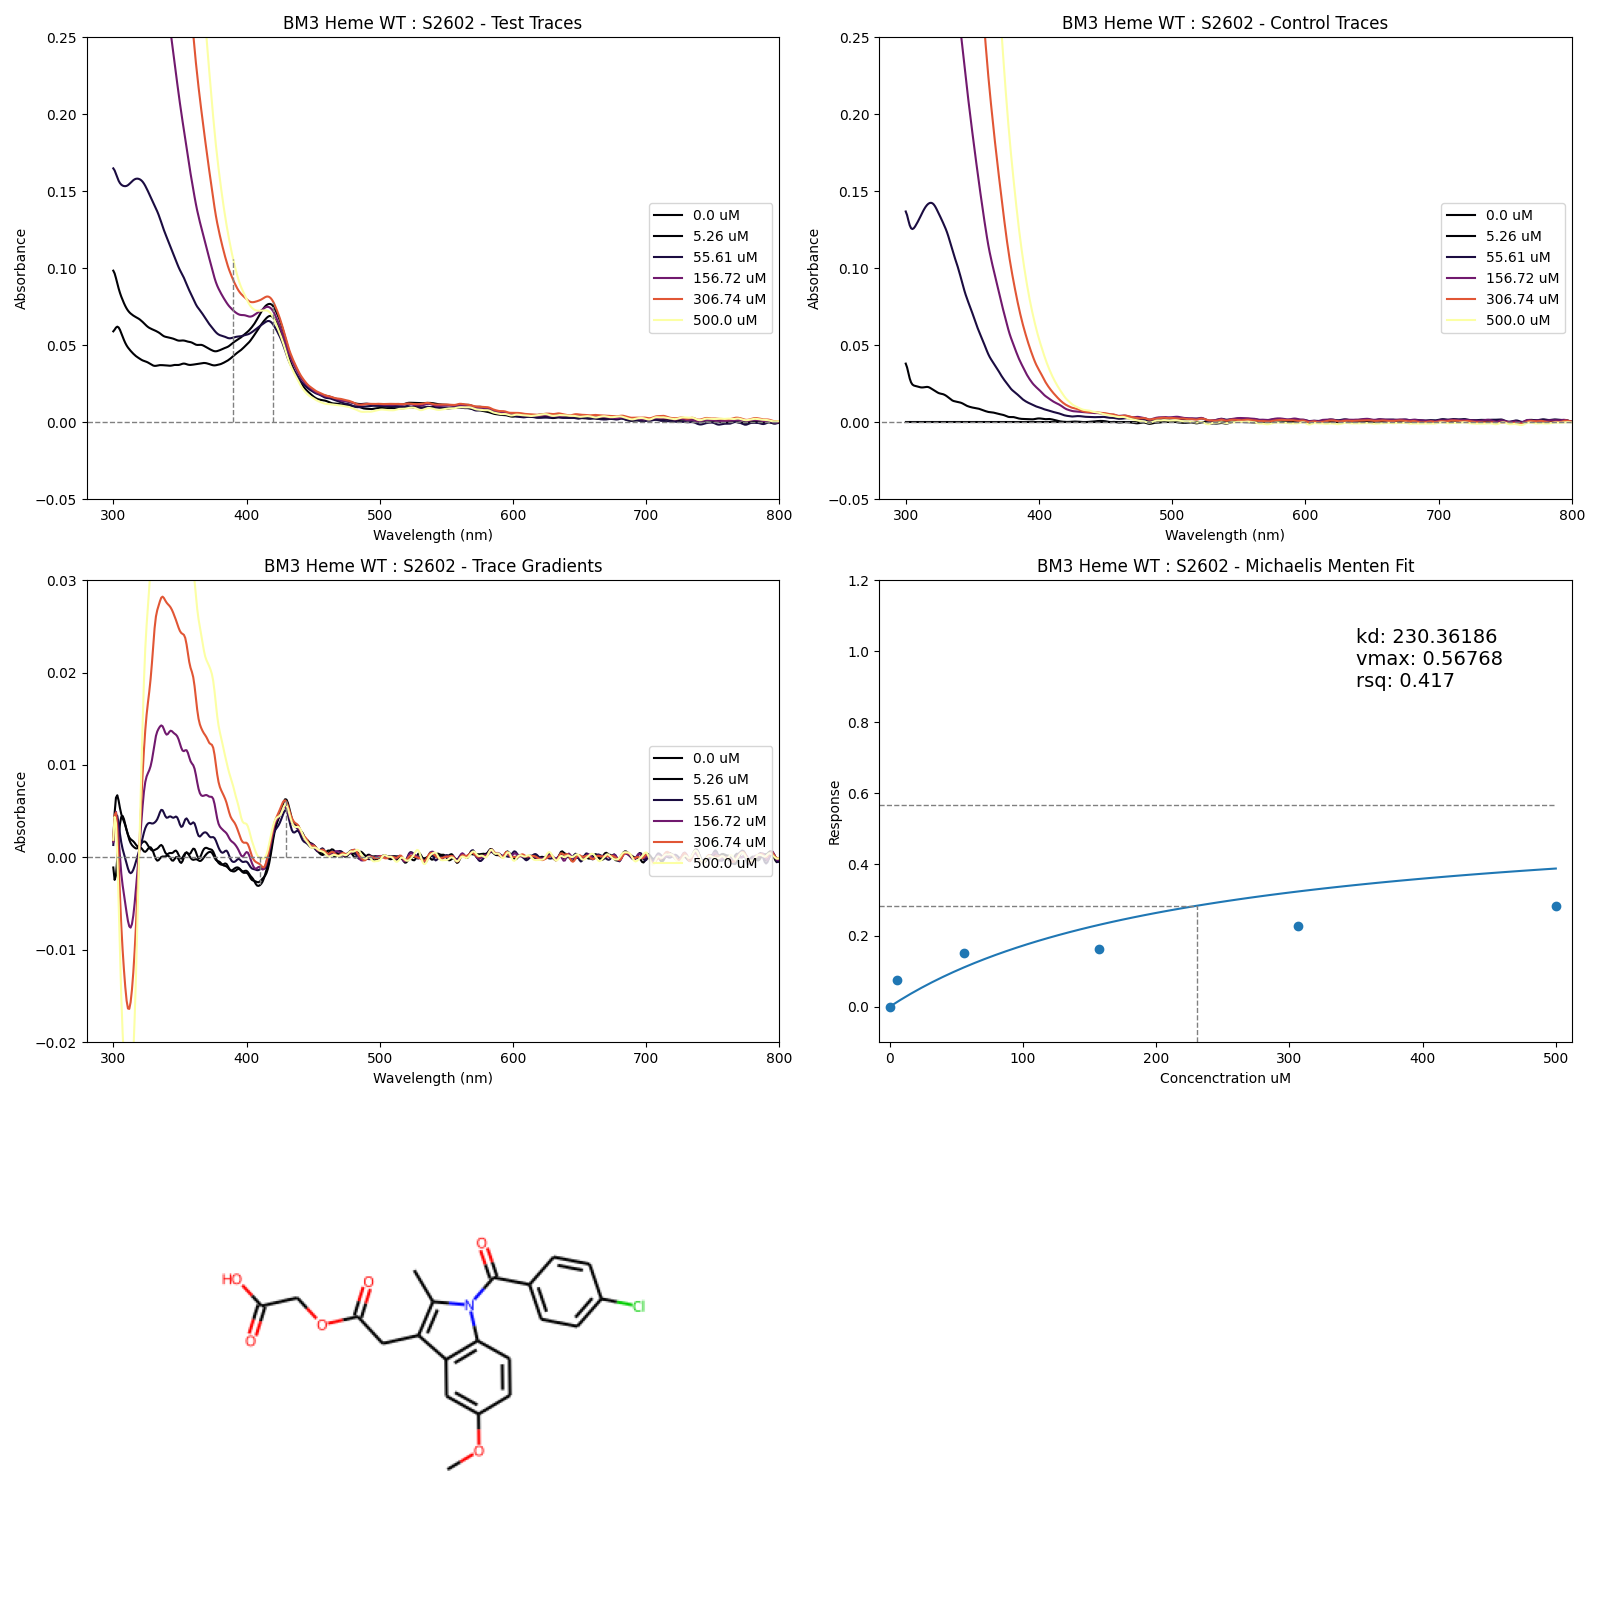 BM3 Heme WT : S2602 - Test Traces
0.25
0.20
0.15
0.10
0.05
0.00
−0.05
Absorbance
300
400
500
600
700
800
Wavelength (nm)
0.0 uM
5.26 uM
55.61 uM
156.72 uM
306.74 uM
500.0 uM
BM3 Heme WT : S2602 - Control Traces
0.25
0.20
0.15
0.10
0.05
0.00
−0.05
Absorbance
300
400
500
600
700
800
Wavelength (nm)
0.0 uM
5.26 uM
55.61 uM
156.72 uM
306.74 uM
500.0 uM
BM3 Heme WT : S2602 - Trace Gradients
0.03
0.02
0.01
0.00
−0.01
−0.02
Absorbance
300
400
500
600
700
800
Wavelength (nm)
0.0 uM
5.26 uM
55.61 uM
156.72 uM
306.74 uM
500.0 uM
BM3 Heme WT : S2602 - Michaelis Menten Fit
1.2
1.0
0.8
0.6
0.4
0.2
0.0
Response
kd: 230.36186
vmax: 0.56768
rsq: 0.417
0
100
200
300
400
500
Concenctration uM
O
HO
O
O
O
N
Cl
O